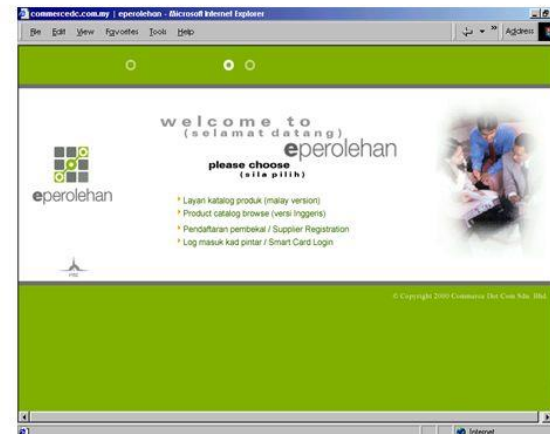 commercedc.com.my | eperolehan - Microsoft Internet Explorer
File Edit View Favorites Tools Help
Address
welcome to
(selamat datang)
eperolehan
please choose
(sila pilih)
eperolehan
Layari katalog produk (malay version)
Product catalog browse (versi Inggeris)
Pendaftaran pembekal / Supplier Registration
Log masuk kad pintar / Smart Card Login
© Copyright 2000 Commerce Dot Com Sdn. Bhd.
Internet